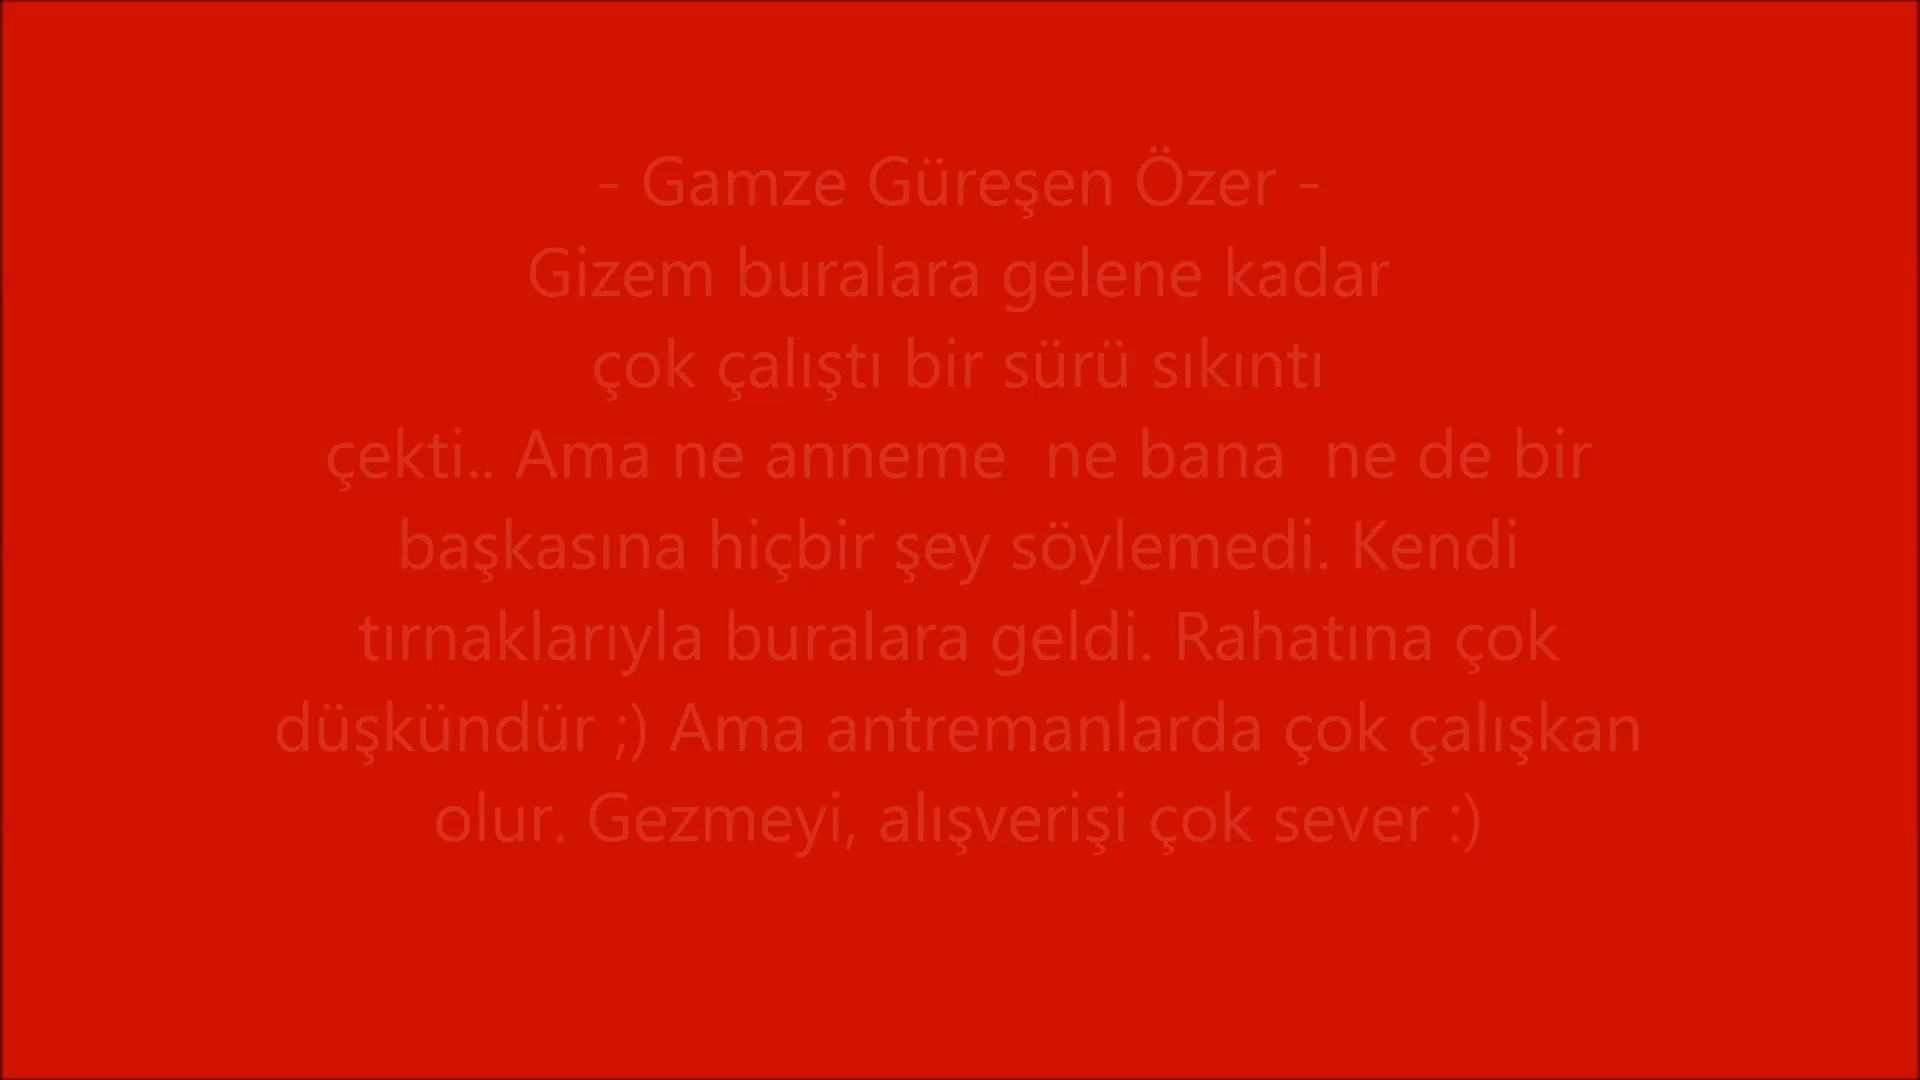 - Gamze Güreşen Özer -
Gizem buralara gelene kadar
çok çalıştı bir sürü sıkıntı
çekti.. Ama ne anneme  ne bana  ne de bir
başkasına hiçbir şey söylemedi. Kendi
tırnaklarıyla buralara geldi. Rahatına çok
düşkündür ;) Ama antremanlarda çok çalışkan
olur. Gezmeyi, alışverişi çok sever :)